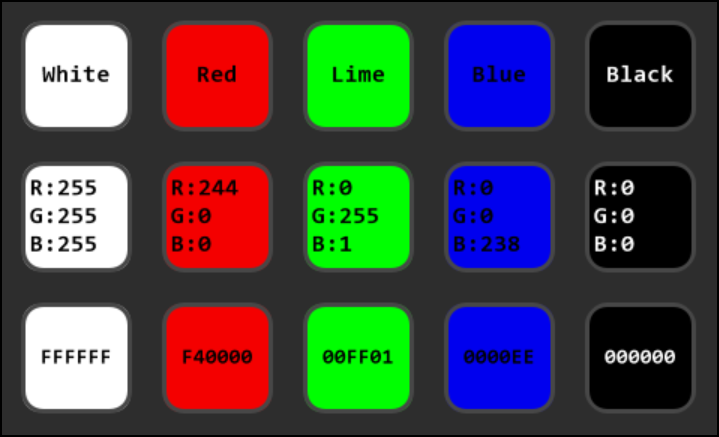 White
Red
Lime
Blue
Black
R:255
G:255
B:255
R:244
G:0
B:0
R:0
G:255
B:1
R:0
G:0
B:238
R:0
G:0
B:0
FFFFFF
F40000
00FF01
0000EE
000000